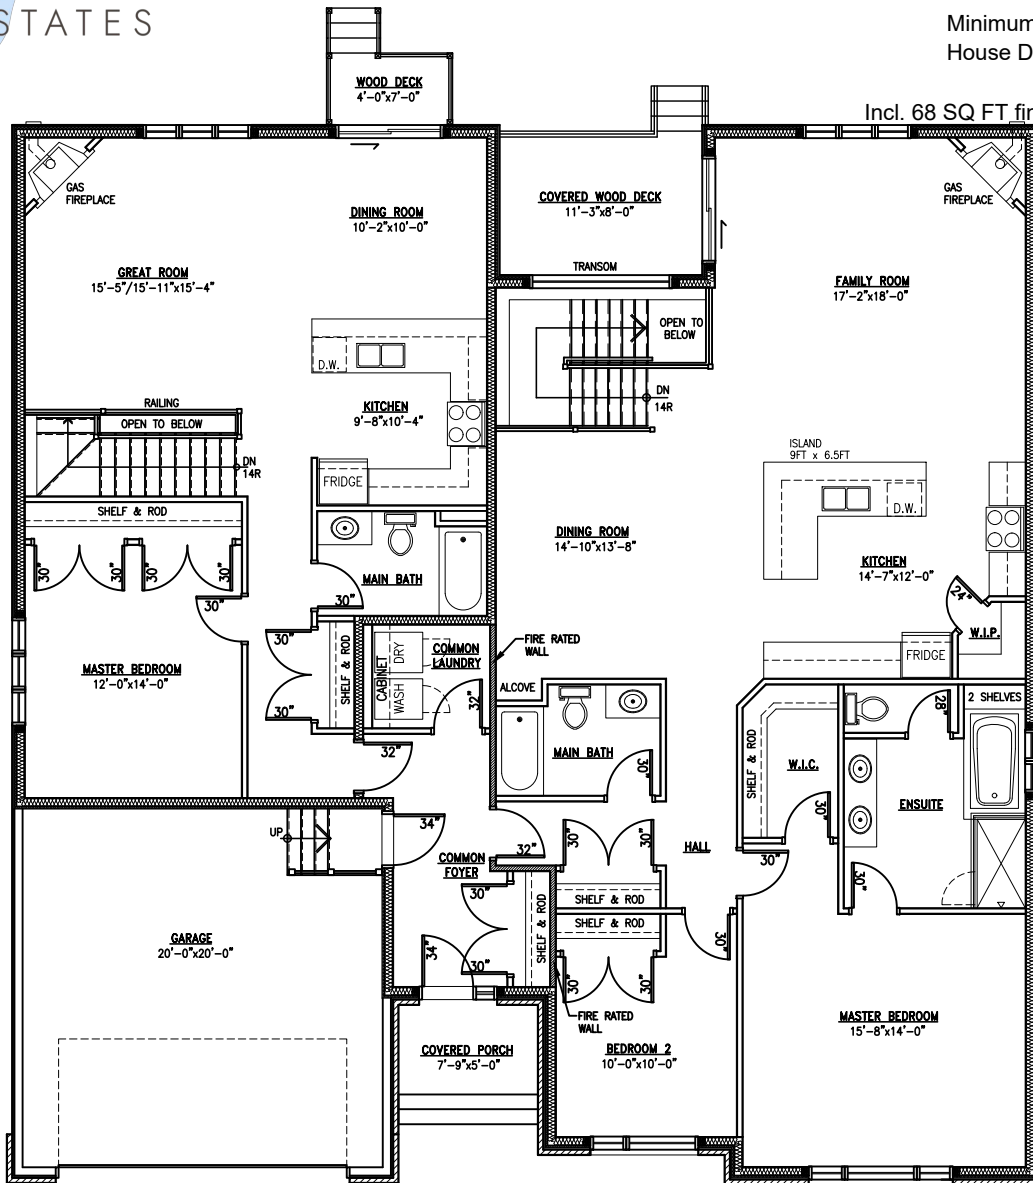 STATES
Minimum
House D
Incl. 68 SQ FT fir
WOOD DECK
4'-0"x7'-0"
GAS
FIREPLACE
DINING ROOM
10'-2"x10'-0"
COVERED WOOD DECK
11'-3"x8'-0"
GAS
FIREPLACE
GREAT ROOM
15'-5"/15'-11"x15'-4"
TRANSOM
FAMILY ROOM
17'-2"x18'-0"
OPEN TO
BELOW
D.W.
DN
14R
RAILING
OPEN TO BELOW
KITCHEN
9'-8"x10'-4"
DN
14R
FRIDGE
ISLAND
9FT x 6.5FT
D.W.
SHELF & ROD
DINING ROOM
14'-10"x13'-8"
KITCHEN
14'-7"x12'-0"
30"
30"
30"
30"
MAIN BATH
30"
30"
24"
W.I.P.
FRIDGE
30"
SHELF & ROD
30"
CABINET
DRY
WASH
COMMON
LAUNDRY
32"
FIRE RATED
WALL
MASTER BEDROOM
12'-0"x14'-0"
ALCOVE
MAIN BATH
30"
28"
2 SHELVES
SHELF & ROD
W.I.C.
30"
ENSUITE
32"
UP
34"
32"
COMMON
FOYER
30"
30"
HALL
30"
30"
30"
SHELF & ROD
30"
SHELF & ROD
SHELF & ROD
30"
34"
30"
30"
GARAGE
20'-0"x20'-0"
FIRE RATED
WALL
MASTER BEDROOM
15'-8"x14'-0"
COVERED PORCH
7'-9"x5'-0"
BEDROOM 2
10'-0"x10'-0"